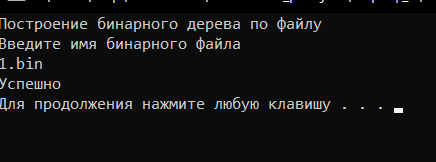 Построение бинарного дерева по файлу
Введите имя бинарного файла
1.bin
Успешно
Для продолжения нажмите любую клавишу . . .